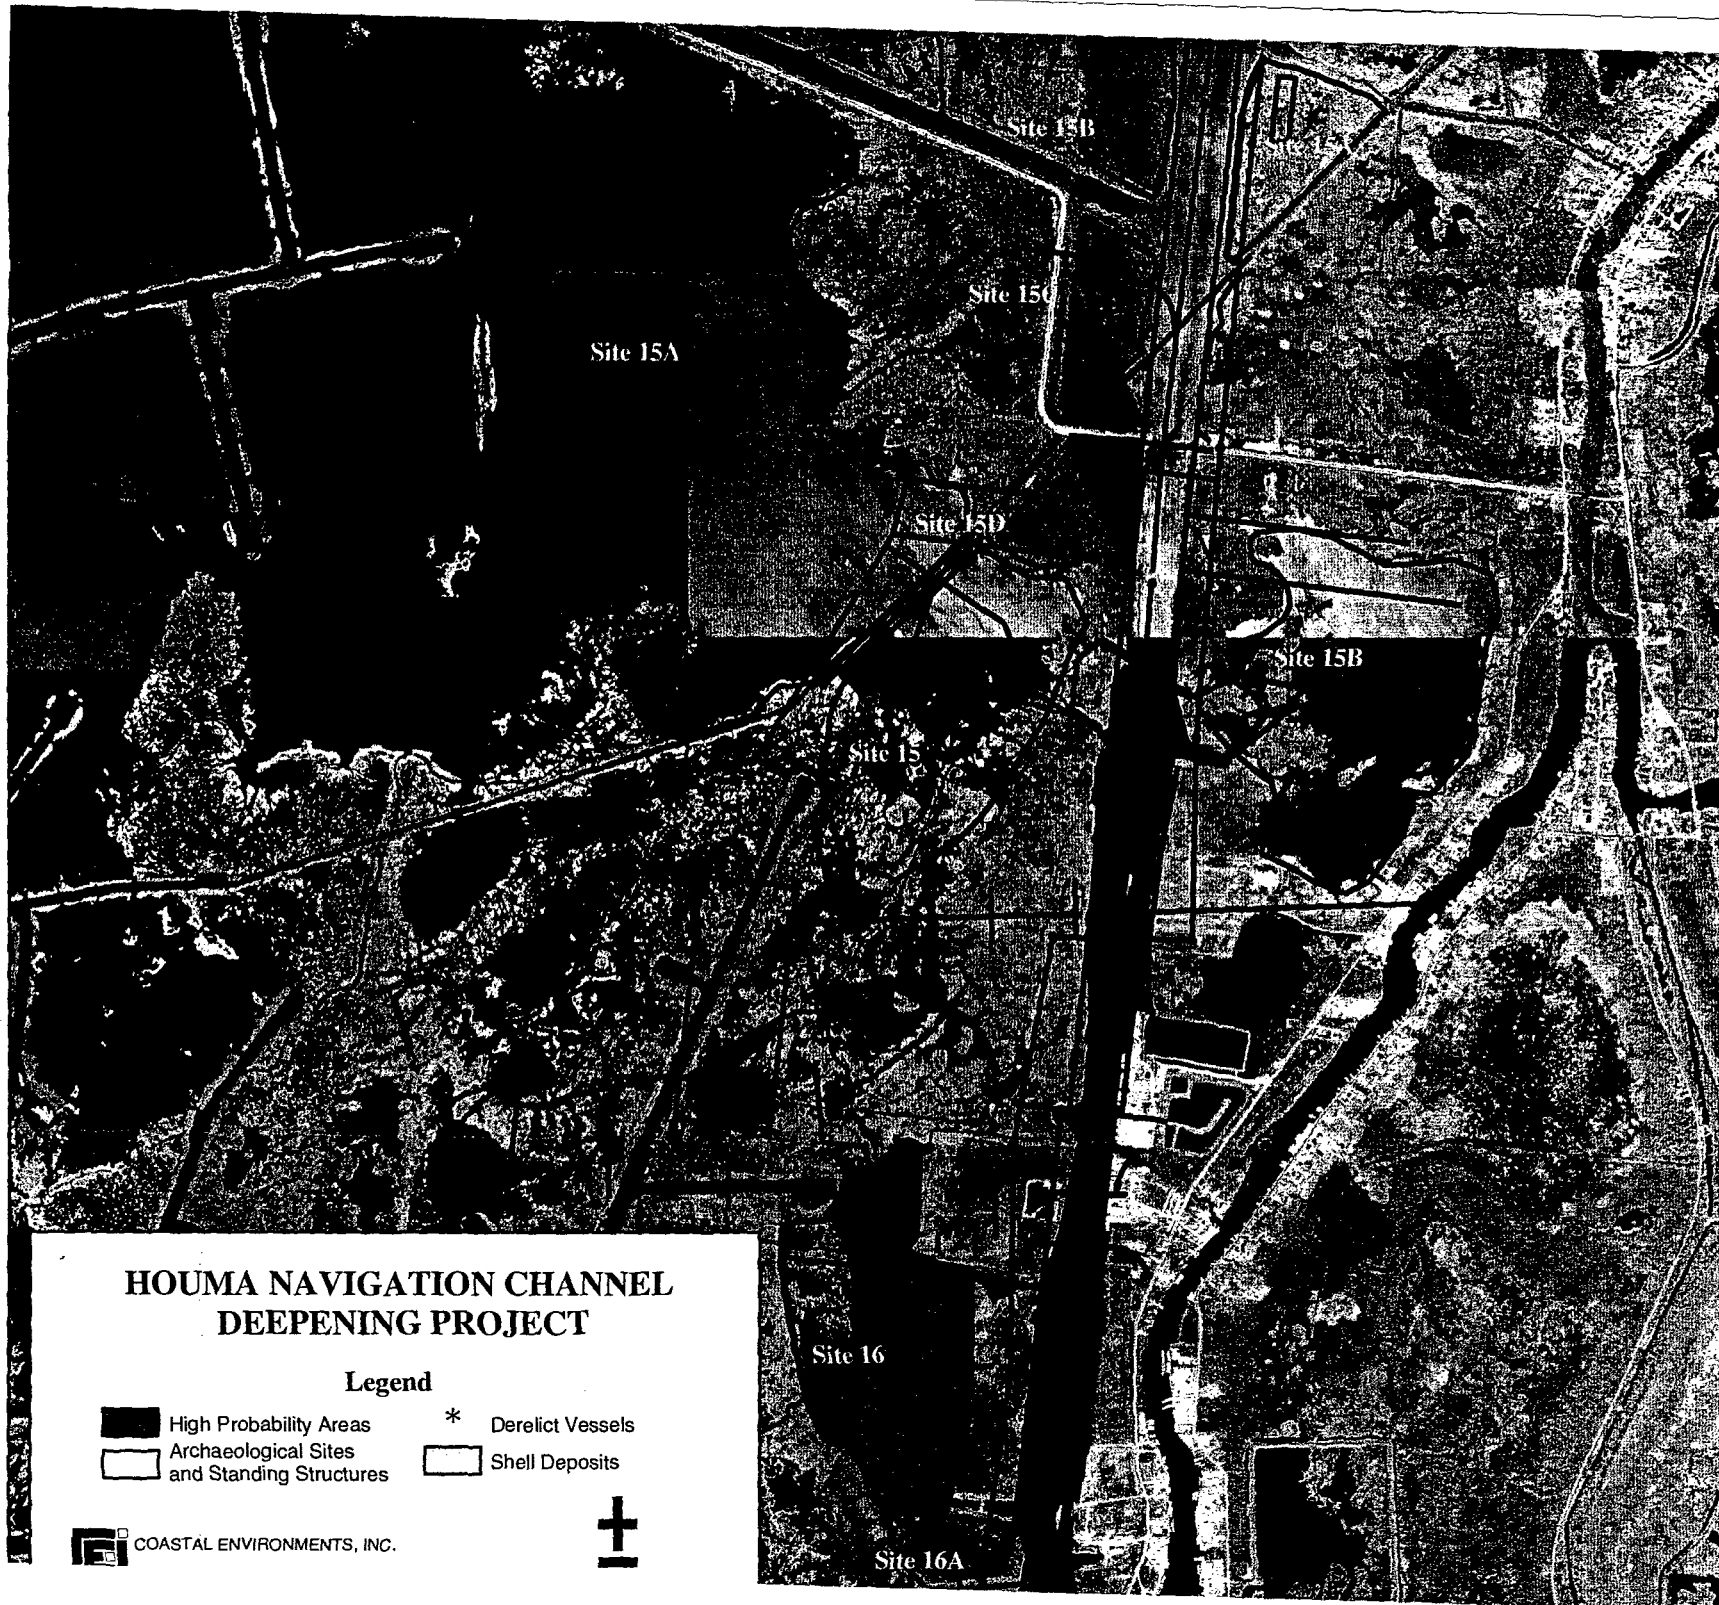 Site 15B
Site 15C
Site 15A
Site 15D
Site 15B
Site 15
HOUMA NAVIGATION CHANNEL
DEEPENING PROJECT
Legend
High Probability Areas
* Derelict Vessels
Archaeological Sites
and Standing Structures
Shell Deposits
COASTAL ENVIRONMENTS, INC.
Site 16
Site 16A